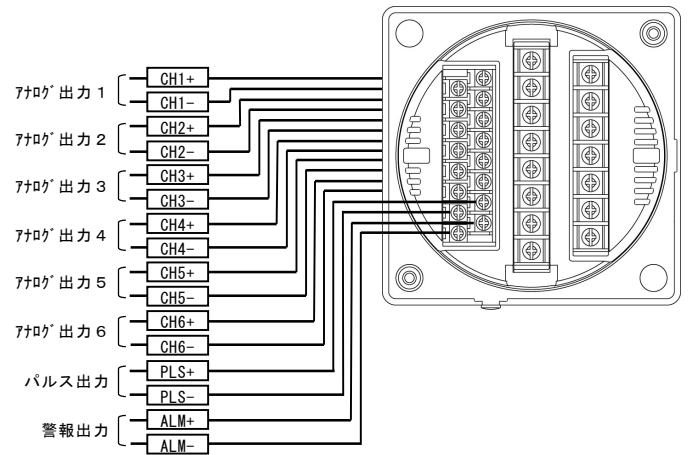 ｱﾅﾛｸﾞ出力1
CH1+
CH1-
ｱﾅﾛｸﾞ出力2
CH2+
CH2-
ｱﾅﾛｸﾞ出力3
CH3+
CH3-
ｱﾅﾛｸﾞ出力4
CH4+
CH4-
ｱﾅﾛｸﾞ出力5
CH5+
CH5-
ｱﾅﾛｸﾞ出力6
CH6+
CH6-
パルス出力
PLS+
PLS-
警報出力
ALM+
ALM-